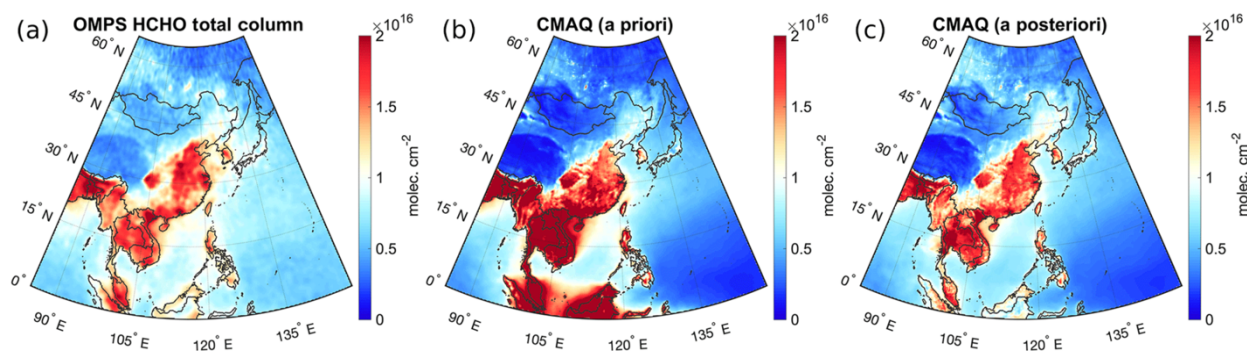 (a) OMPS HCHO total column
×10^16
60° N
45° N
30° N
15° N
0°
90° E
105° E
120° E
135° E
2
1.5
1
0.5
0
molec. cm^-2
(b) CMAQ (a priori)
×10^16
60° N
45° N
30° N
15° N
0°
90° E
105° E
120° E
135° E
2
1.5
1
0.5
0
molec. cm^-2
(c) CMAQ (a posteriori)
×10^16
60° N
45° N
30° N
15° N
0°
90° E
105° E
120° E
135° E
2
1.5
1
0.5
0
molec. cm^-2